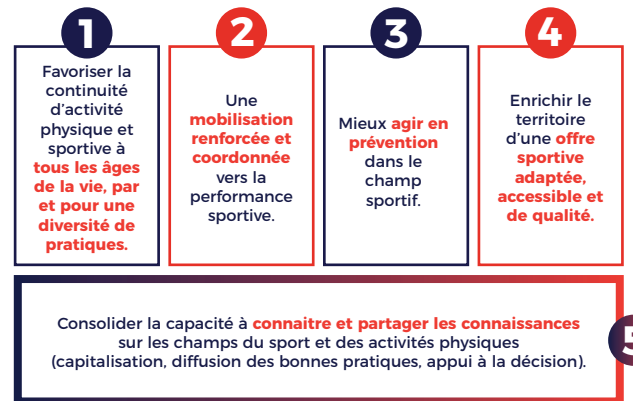 1
Favoriser la
continuité
d'activité
physique et
sportive à
tous les âges
de la vie, par
et pour une
diversité de
pratiques.
2
Une
mobilisation
renforcée et
coordonnée
vers la
performance
sportive.
3
Mieux agir en
prévention
dans le
champ
sportif.
4
Enrichir le
territoire
d'une offre
sportive
adaptée,
accessible et
de qualité.
Consolider la capacité à connaitre et partager les connaissances
sur les champs du sport et des activités physiques
(capitalisation, diffusion des bonnes pratiques, appui à la décision).
5